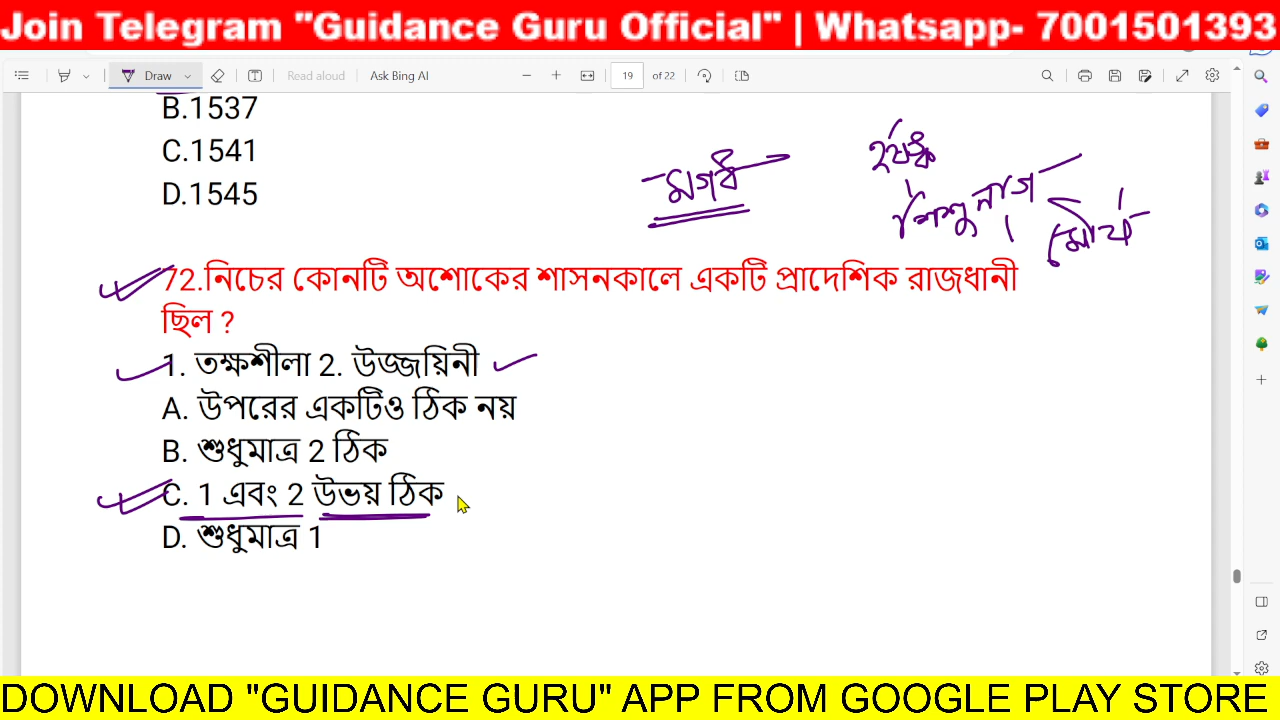 Join Telegram "Guidance Guru Official" | Whatsapp- 7001501393
Draw
Read aloud
Ask Bing AI
19
of 22
B.1537
C.1541
D.1545
মগধ
হর্যঙ্ক
শিশুনাগ
মৌর্য
72.নিচের কোনটি অশোকের শাসনকালে একটি প্রাদেশিক রাজধানী
ছিল ?
1. তক্ষশীলা 2. উজ্জয়িনী
A. উপরের একটিও ঠিক নয়
B. শুধুমাত্র 2 ঠিক
C. 1 এবং 2 উভয় ঠিক
D. শুধুমাত্র 1
DOWNLOAD "GUIDANCE GURU" APP FROM GOOGLE PLAY STORE